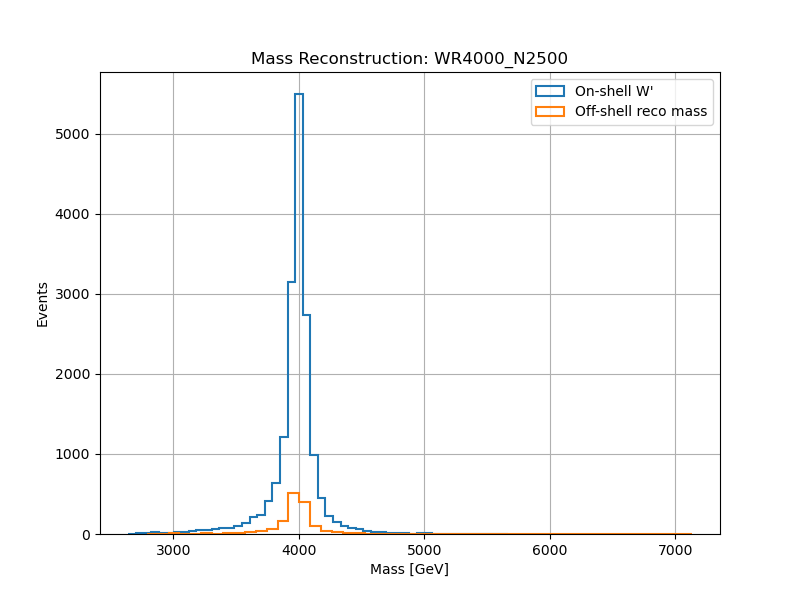 Mass Reconstruction: WR4000_N2500
On-shell W'
Off-shell reco mass
Events
5000
4000
3000
2000
1000
0
3000 4000 5000 6000 7000
Mass [GeV]